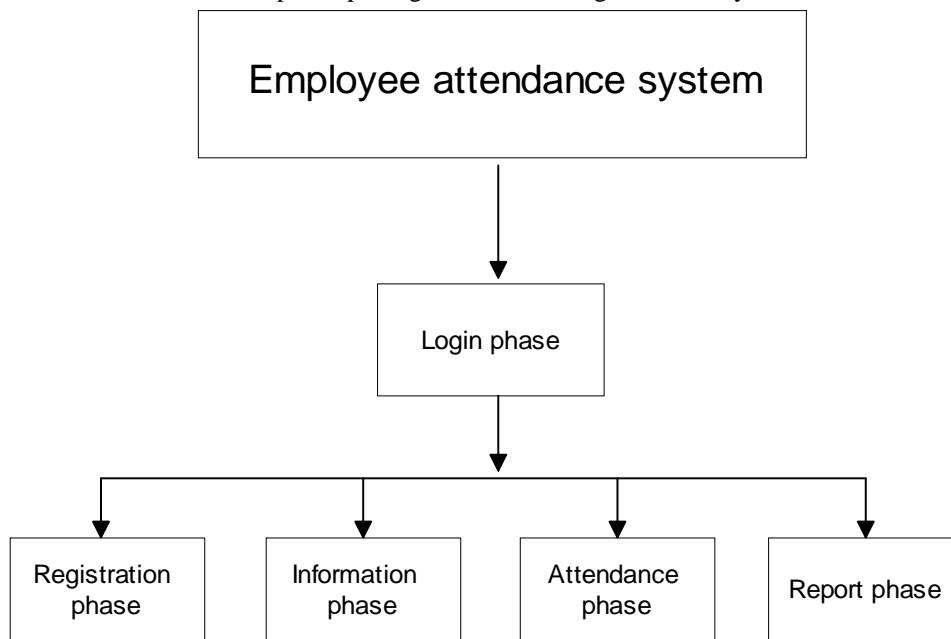 Employee attendance system
Login phase
Registration
phase
Information
phase
Attendance
phase
Report phase